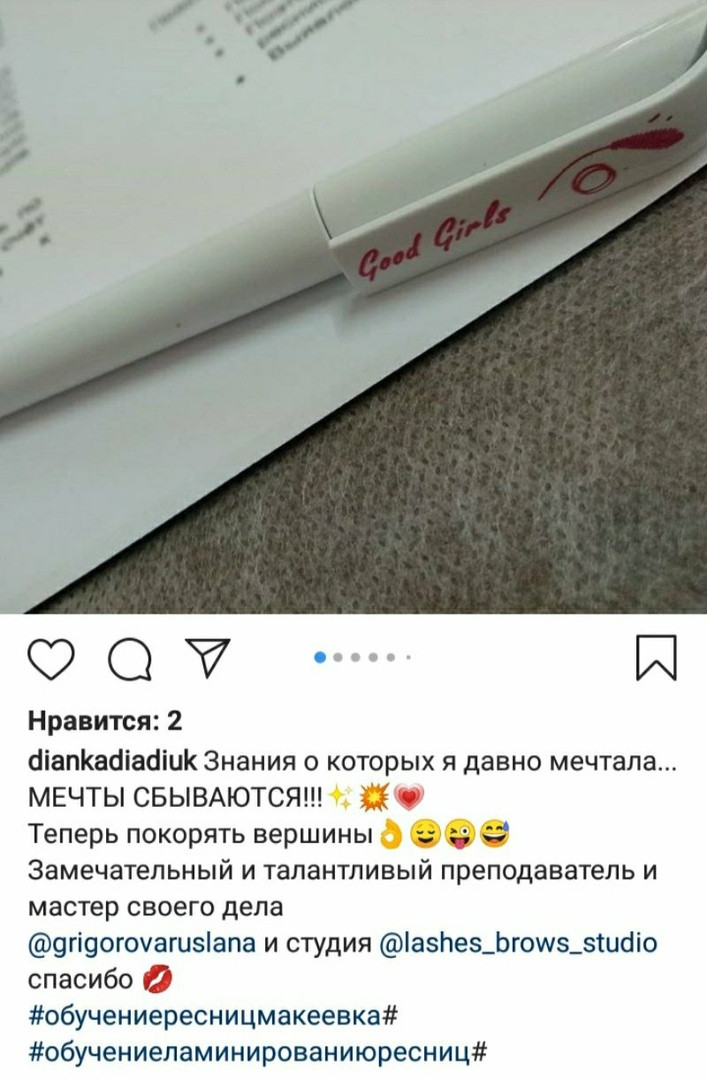 Good Girls
Нравится: 2
diankadiadiuk Знания о которых я давно мечтала...
МЕЧТЫ СБЫВАЮТСЯ!!!✨💥💗
Теперь покорять вершины👌😌😜😅
Замечательный и талантливый преподаватель и
мастер своего дела
@grigorovaruslana и студия @lashes_brows_studio
спасибо 💋
#обучениересницмакеевка#
#обучениеламинированиюресниц#